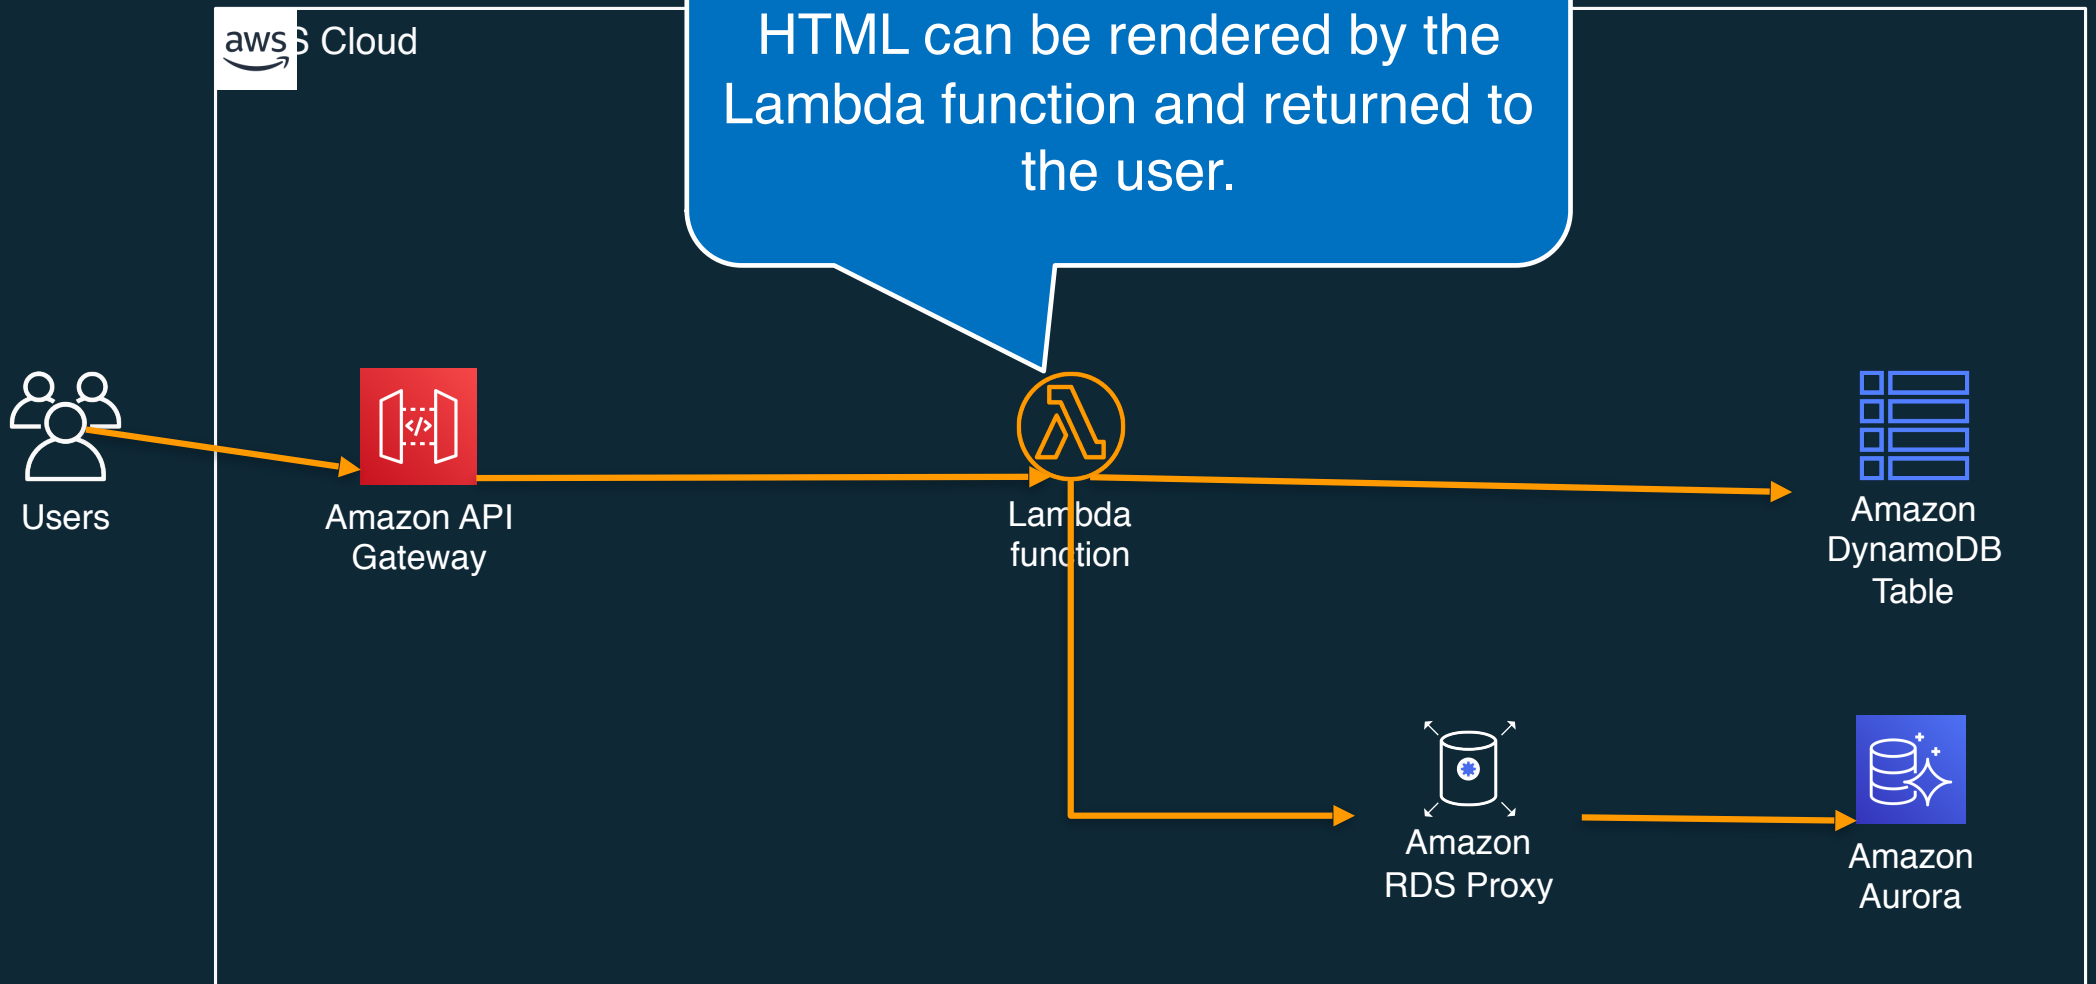 aws
S Cloud
HTML can be rendered by the
Lambda function and returned to
the user.
</>
Users
Amazon API
Gateway
Lambda
function
Amazon
DynamoDB
Table
Amazon
RDS Proxy
Amazon
Aurora